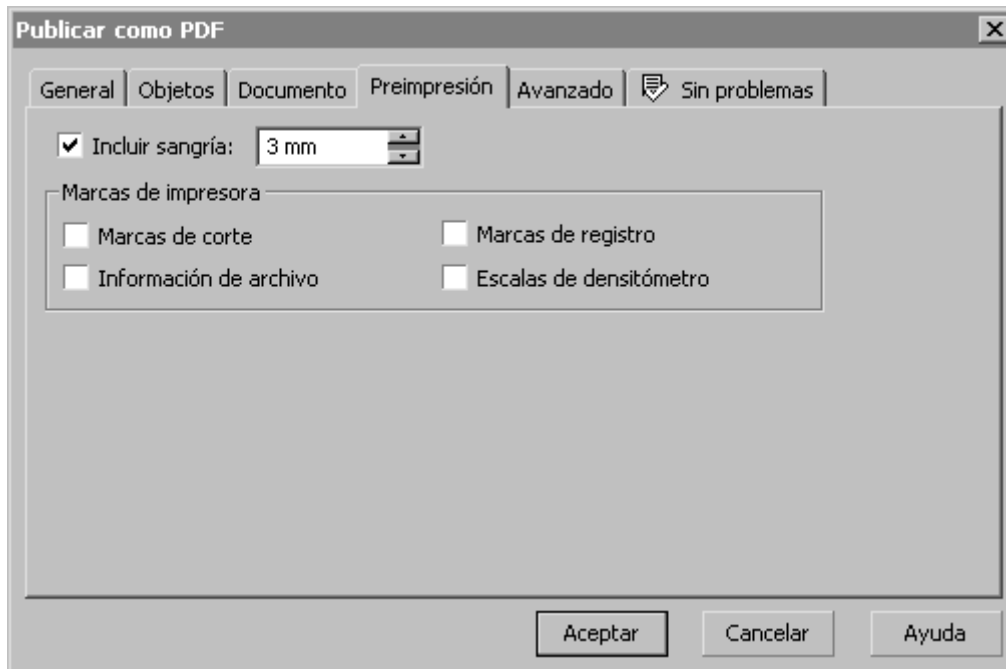 Publicar como PDF
General Objetos Documento Preimpresión Avanzado Sin problemas
Incluir sangría: 3 mm
Marcas de impresora
Marcas de corte Marcas de registro
Información de archivo Escalas de densitómetro
Aceptar Cancelar Ayuda